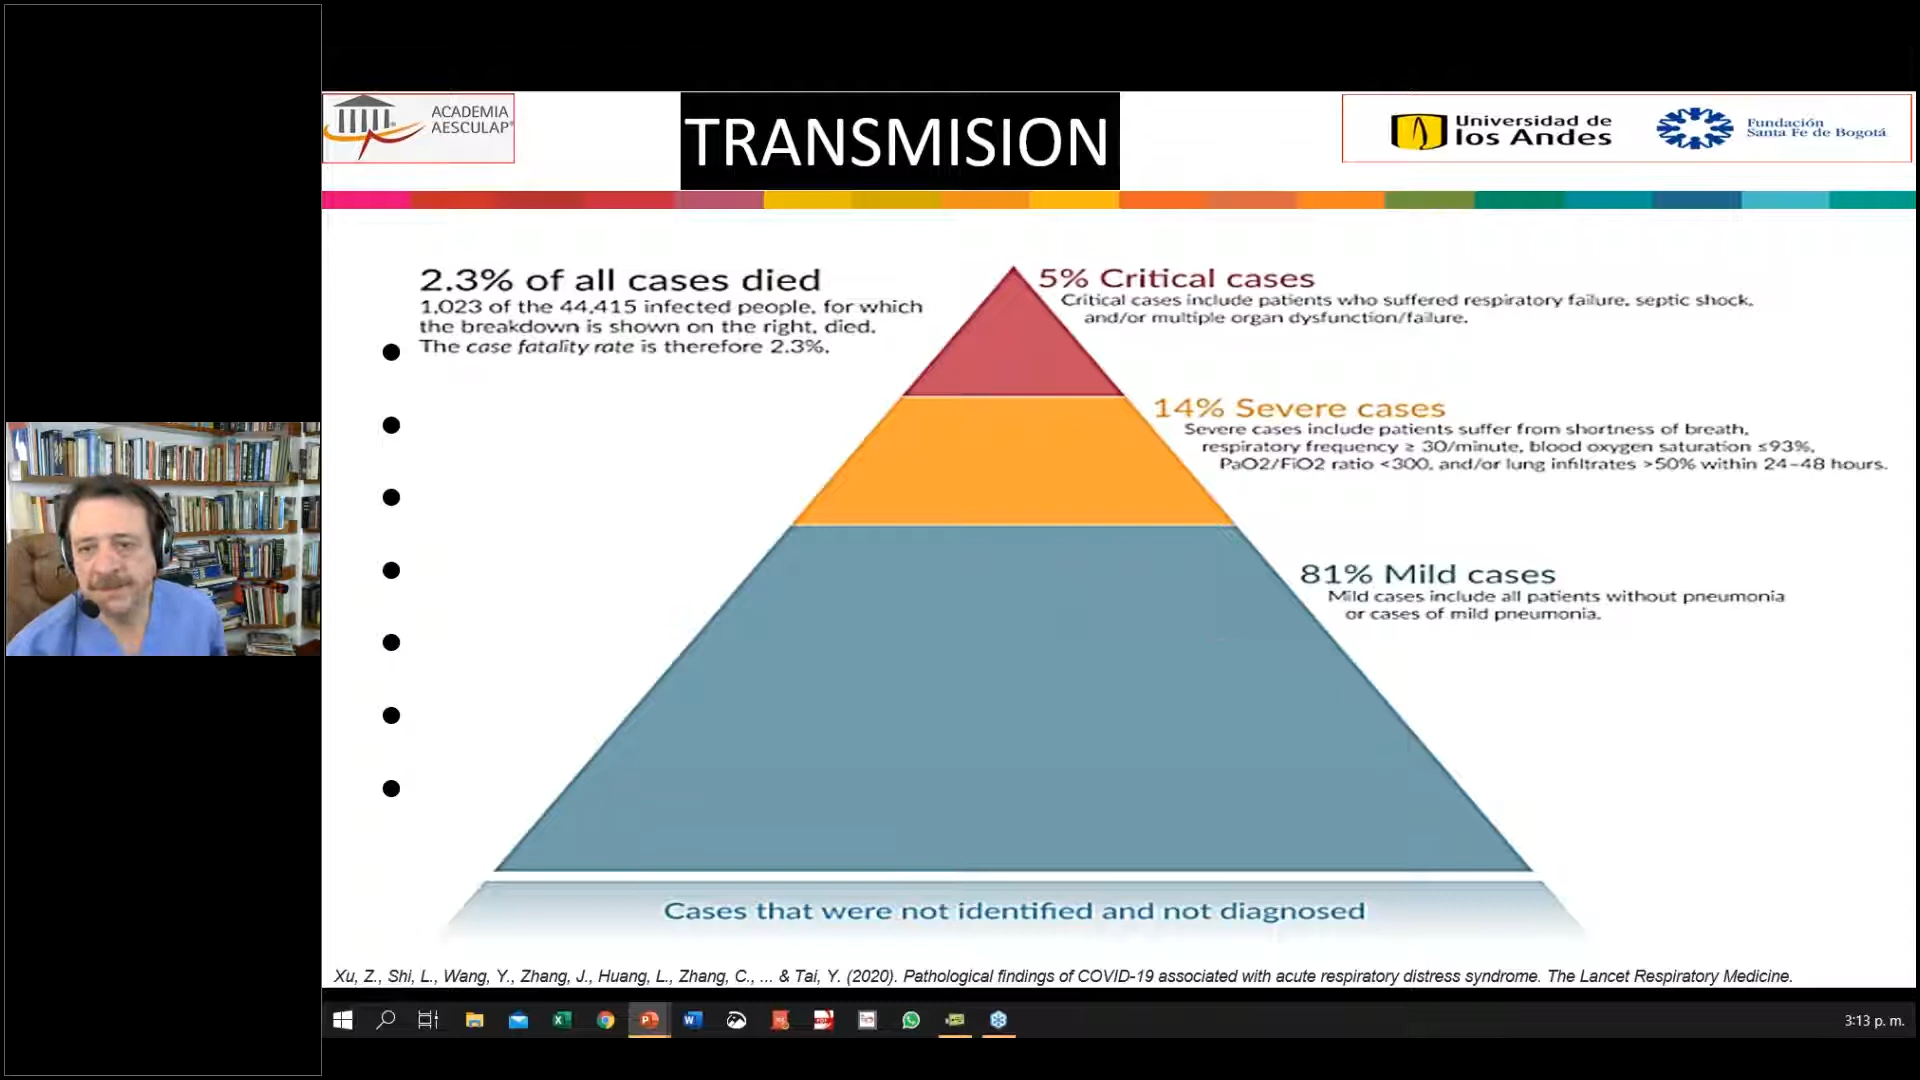 ACADEMIA
AESCULAP®
TRANSMISION
Universidad de
los Andes
Fundación
Santa Fe de Bogotá
2.3% of all cases died
1,023 of the 44,415 infected people, for which
the breakdown is shown on the right, died.
The case fatality rate is therefore 2.3%.
5% Critical cases
Critical cases include patients who suffered respiratory failure, septic shock,
and/or multiple organ dysfunction/failure.
14% Severe cases
Severe cases include patients suffer from shortness of breath,
respiratory frequency ≥ 30/minute, blood oxygen saturation ≤93%,
PaO2/FiO2 ratio <300, and/or lung infiltrates >50% within 24–48 hours.
81% Mild cases
Mild cases include all patients without pneumonia
or cases of mild pneumonia.
Cases that were not identified and not diagnosed
Xu, Z., Shi, L., Wang, Y., Zhang, J., Huang, L., Zhang, C., ... & Tai, Y. (2020). Pathological findings of COVID-19 associated with acute respiratory distress syndrome. The Lancet Respiratory Medicine.
3:13 p. m.